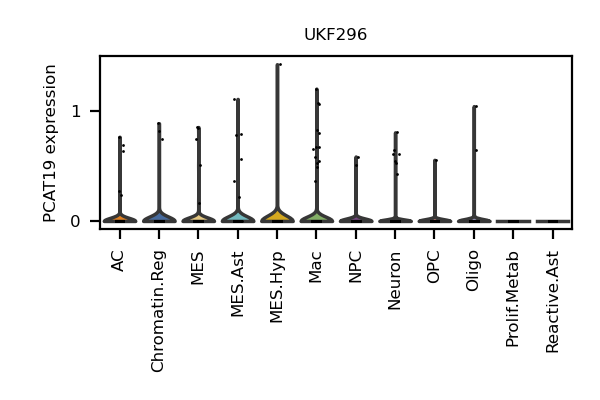 UKF296
PCAT19 expression
1
0
AC
Chromatin.Reg
MES
MES.Ast
MES.Hyp
Mac
NPC
Neuron
OPC
Oligo
Prolif.Metab
Reactive.Ast